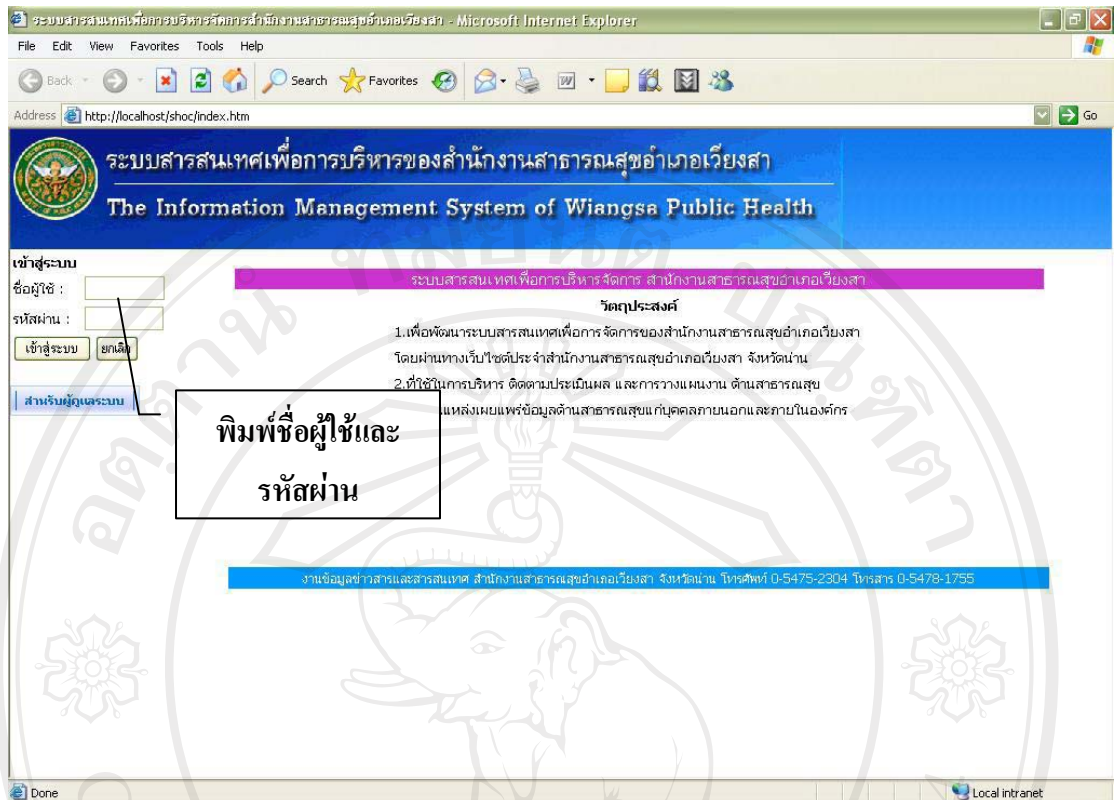 ระบบสารสนเทศเพื่อการบริหารจัดการสำนักงานสาธารณสุขอำเภอเวียงสา - Microsoft Internet Explorer
File Edit View Favorites Tools Help
Back Search Favorites
Address http://localhost/shoc/index.htm Go
ระบบสารสนเทศเพื่อการบริหารของสำนักงานสาธารณสุขอำเภอเวียงสา
The Information Management System of Wiangsa Public Health
เข้าสู่ระบบ
ชื่อผู้ใช้ :
รหัสผ่าน :
เข้าสู่ระบบ ยกเลิก
สำหรับผู้ดูแลระบบ
ระบบสารสนเทศเพื่อการบริหารจัดการ สำนักงานสาธารณสุขอำเภอเวียงสา
วัตถุประสงค์
1.เพื่อพัฒนาระบบสารสนเทศเพื่อการจัดการของสำนักงานสาธารณสุขอำเภอเวียงสา
โดยผ่านทางเว็บไซต์ประจำสำนักงานสาธารณสุขอำเภอเวียงสา จังหวัดน่าน
2.ที่ใช้ในการบริหาร ติดตามประเมินผล และการวางแผนงาน ด้านสาธารณสุข
แหล่งเผยแพร่ข้อมูลด้านสาธารณสุขแก่บุคคลภายนอกและภายในองค์กร
พิมพ์ชื่อผู้ใช้และ
รหัสผ่าน
งานข้อมูลข่าวสารและสารสนเทศ สำนักงานสาธารณสุขอำเภอเวียงสา จังหวัดน่าน โทรศัพท์ 0-5475-2304 โทรสาร 0-5478-1755
Done Local intranet